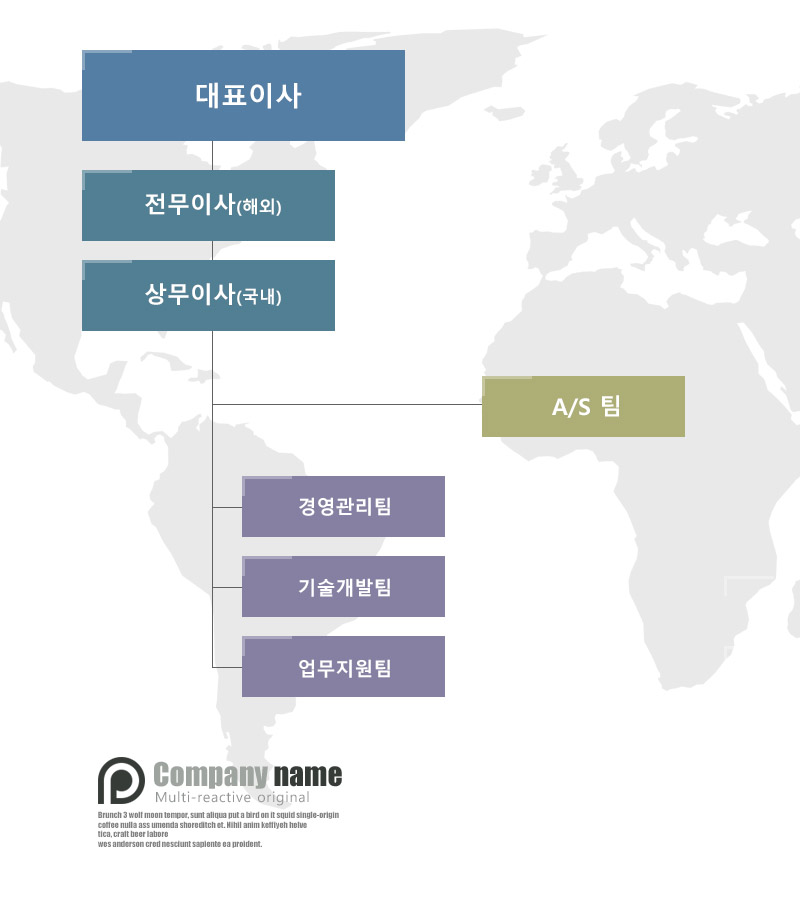 대표이사
전무이사(해외)
상무이사(국내)
A/S 팀
경영관리팀
기술개발팀
업무지원팀
Company name
Multi-reactive original
Brunch 3 wolf moon tempor, sunt aliqua put a bird on it squid single-origin
coffee nulla ass umenda shoreditch et. Nihil anim keffiyeh helve
tica, craft beer labore
wes anderson cred nesciunt sapiente ea proident.